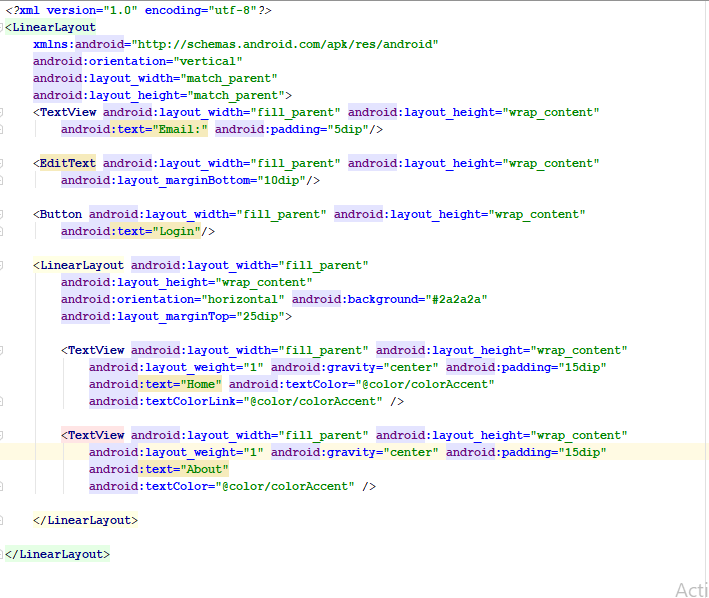 <?xml version="1.0" encoding="utf-8"?>
<LinearLayout
xmlns:android="http://schemas.android.com/apk/res/android"
android:orientation="vertical"
android:layout_width="match_parent"
android:layout_height="match_parent">
<TextView android:layout_width="fill_parent" android:layout_height="wrap_content"
android:text="Email:" android:padding="5dip"/>
<EditText android:layout_width="fill_parent" android:layout_height="wrap_content"
android:layout_marginBottom="10dip"/>
<Button android:layout_width="fill_parent" android:layout_height="wrap_content"
android:text="Login"/>
<LinearLayout android:layout_width="fill_parent"
android:layout_height="wrap_content"
android:orientation="horizontal" android:background="#2a2a2a"
android:layout_marginTop="25dip">
<TextView android:layout_width="fill_parent" android:layout_height="wrap_content"
android:layout_weight="1" android:gravity="center" android:padding="15dip"
android:text="Home" android:textColor="@color/colorAccent"
android:textColorLink="@color/colorAccent" />
<TextView android:layout_width="fill_parent" android:layout_height="wrap_content"
android:layout_weight="1" android:gravity="center" android:padding="15dip"
android:text="About"
android:textColor="@color/colorAccent" />
</LinearLayout>
</LinearLayout>
Acti